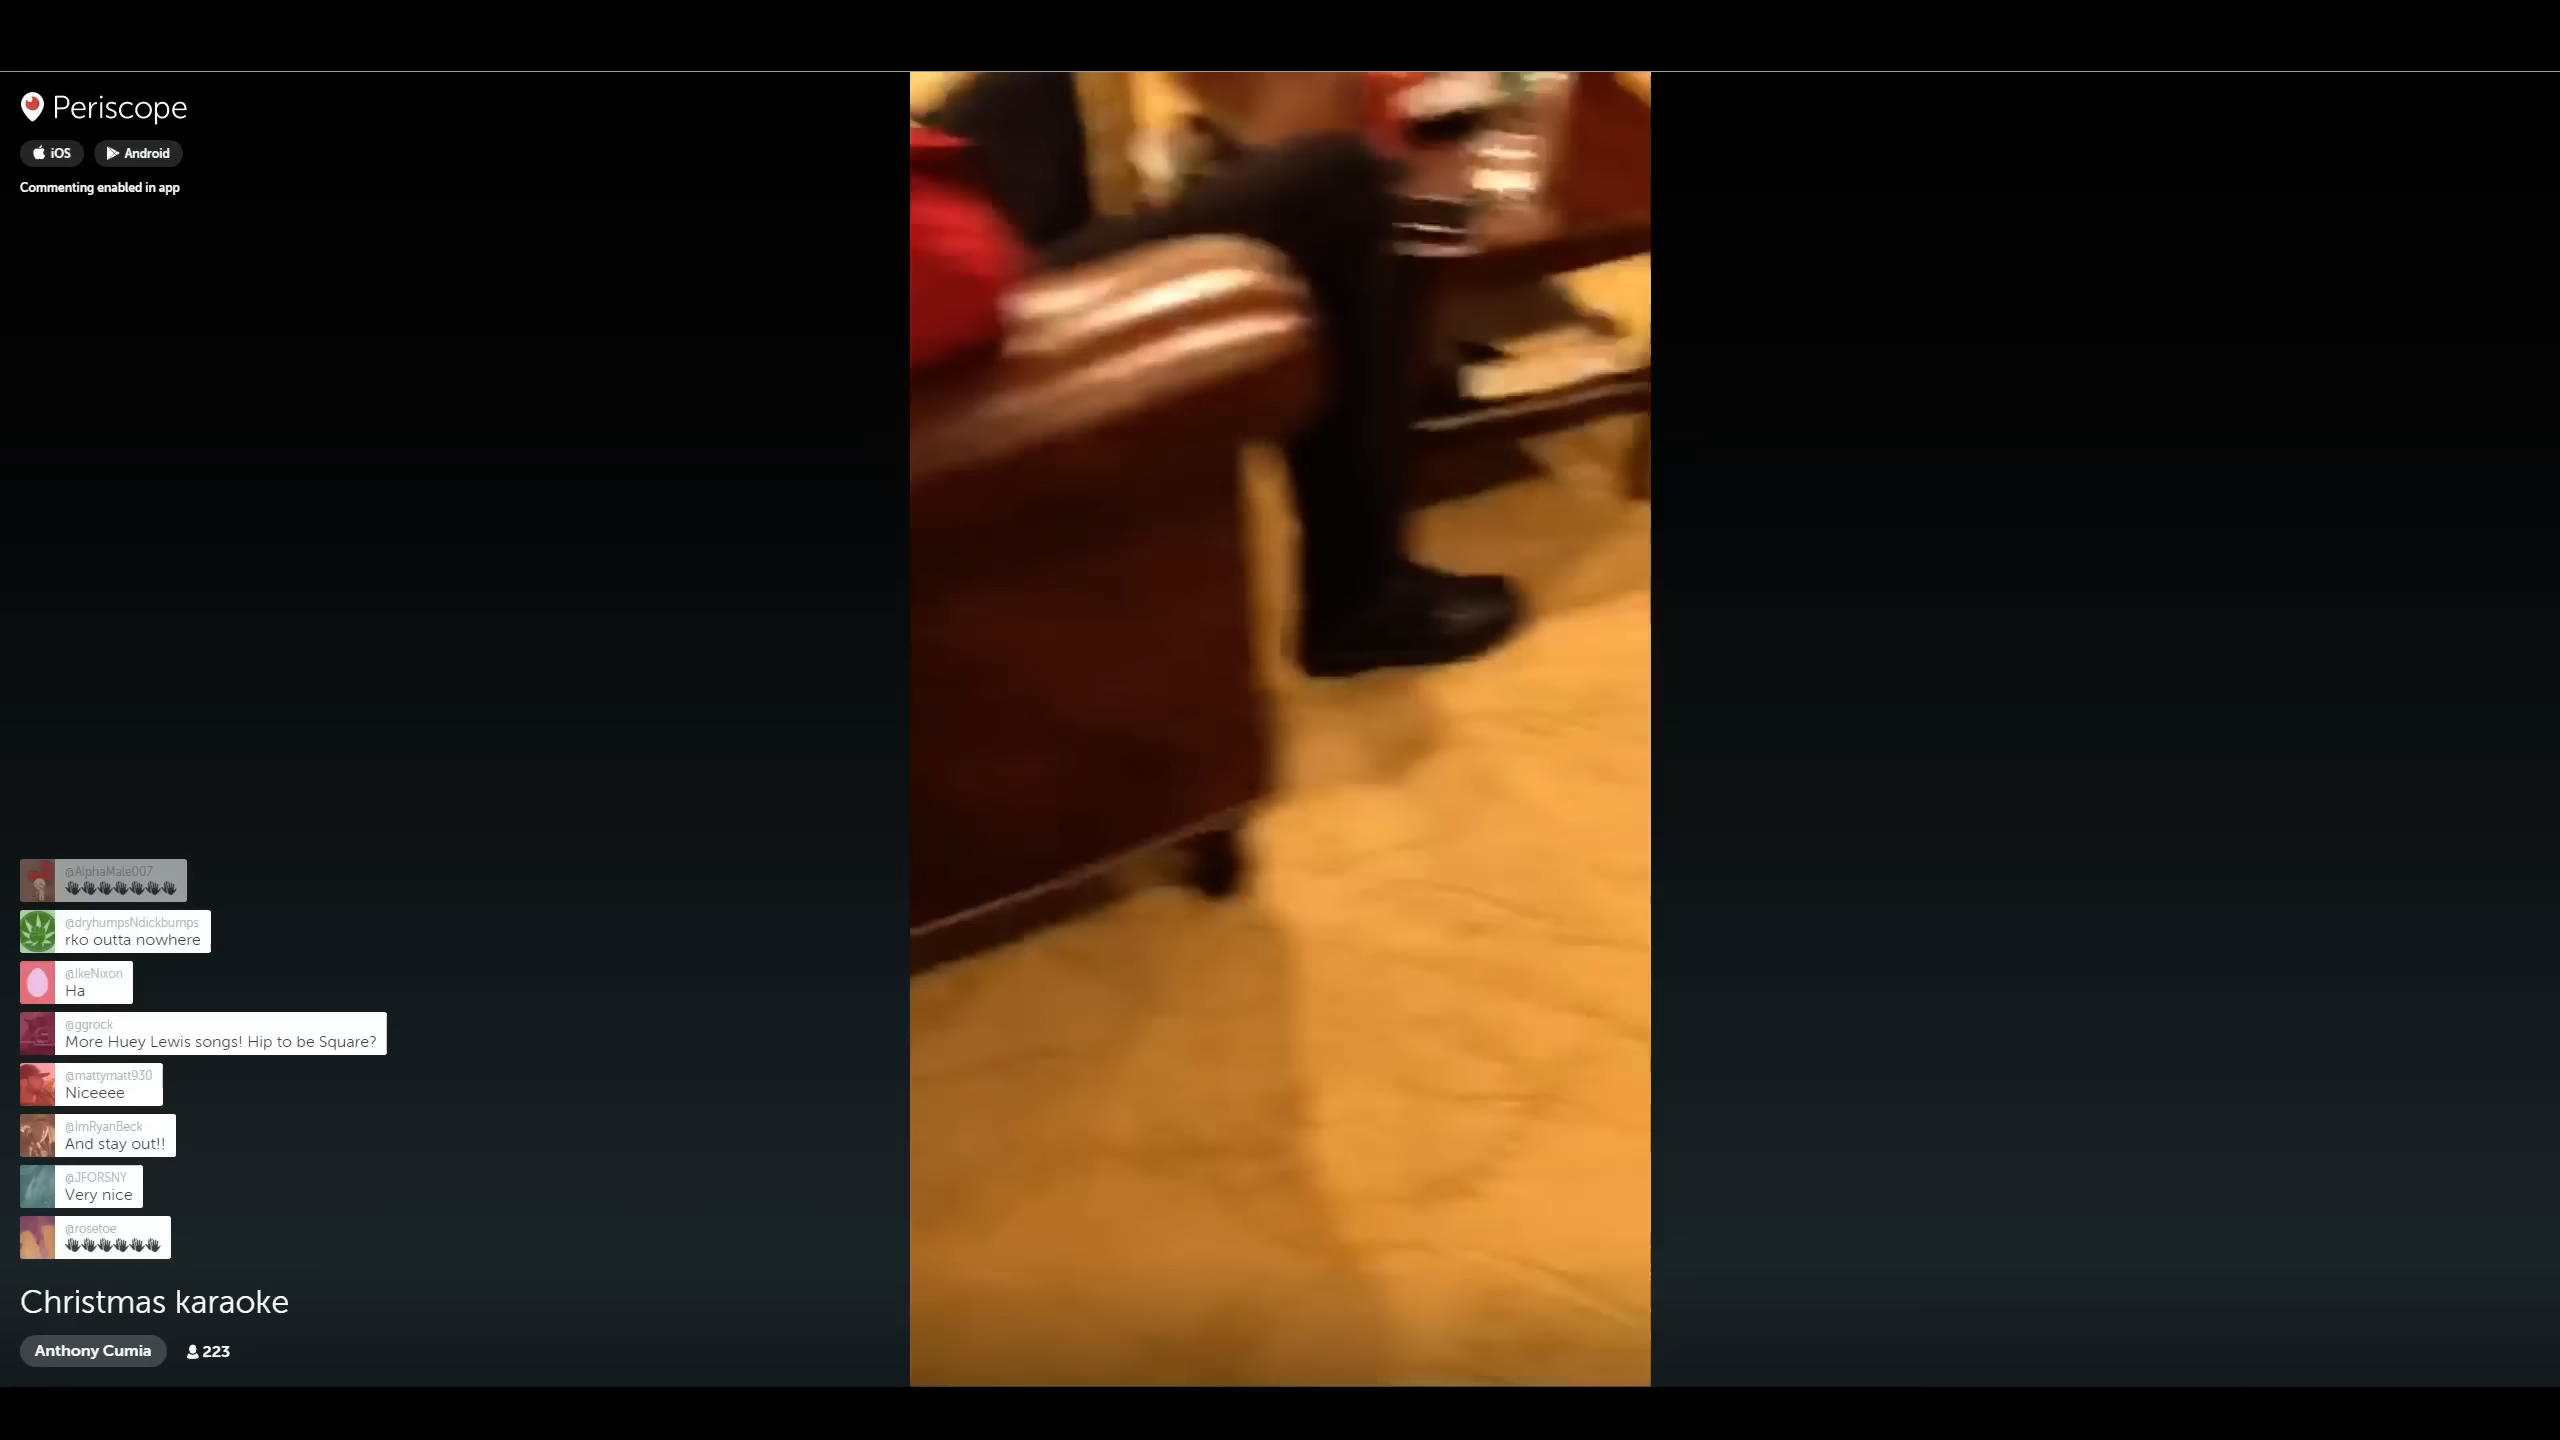 Periscope
iOS Android
Commenting enabled in app
@AlphaMale007
@dryhumpsNdickbumps
rko outta nowhere
@IkeNixon
Ha
@ggrock
More Huey Lewis songs! Hip to be Square?
@mattymatt930
Niceeee
@ImRyanBeck
And stay out!!
@JFORSNY
Very nice
@rosetoe
Christmas karaoke
Anthony Cumia 223